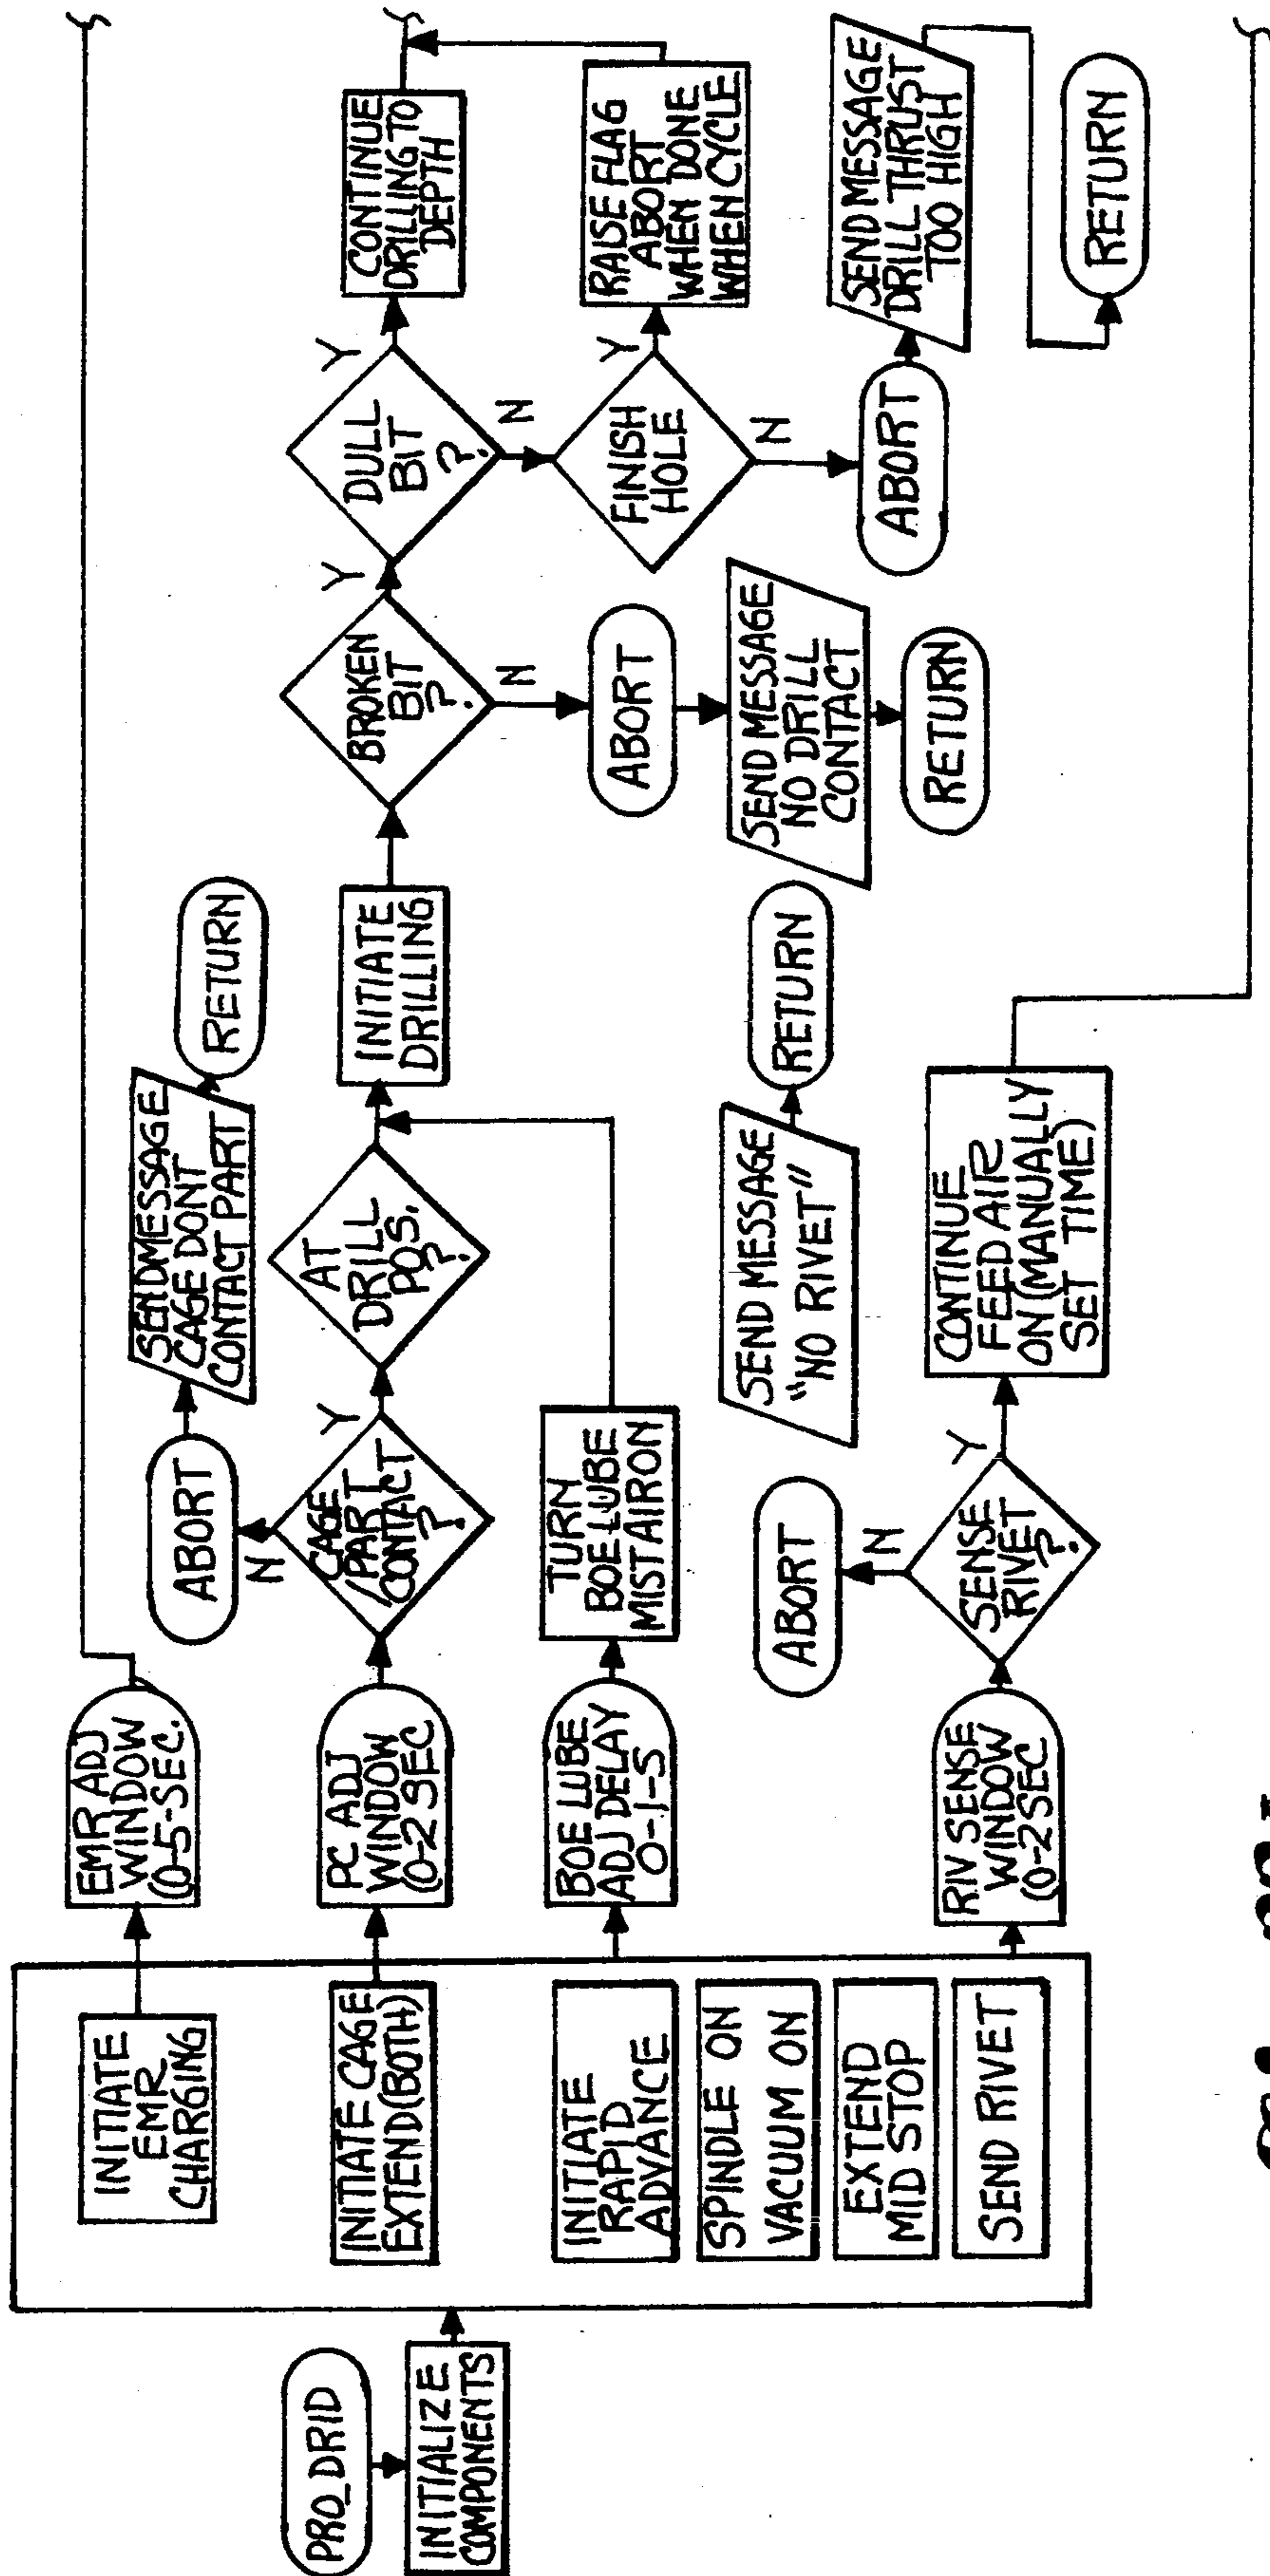 PRO_DRID
INITIALIZE
COMPONENTS
INITIATE
EMR
CHARGING
INITIATE CAGE
EXTEND(BOTH)
INITIATE
RAPID
ADVANCE
SPINDLE ON
VACUUM ON
EXTEND
MID STOP
SEND RIVET
EMR ADJ
WINDOW
(0-5-SEC.
PC ADJ
WINDOW
(0-2 SEC
BOE LUBE
ADJ DELAY
0-1-S
RIV SENSE
WINDOW
(0-2SEC
ABORT
N
CAGE
/PART
CONTACT
?
Y
SEND MESSAGE
CAGE DONT
CONTACT PART
RETURN
AT
DRILL
POS.
?
TURN
BOE LUBE
MIST AIR ON
ABORT
N
SENSE
RIVET
?
Y
SEND MESSAGE
"NO RIVET"
RETURN
CONTINUE
FEED AIR
ON (MANUALLY
SET TIME)
INITIATE
DRILLING
BROKEN
BIT
?
Y
N
ABORT
SEND MESSAGE
NO DRILL
CONTACT
RETURN
DULL
BIT
?
Y
N
CONTINUE
DRILLING TO
DEPTH
FINISH
HOLE
Y
N
RAISE FLAG
ABORT
WHEN DONE
WHEN CYCLE
ABORT
SEND MESSAGE
DRILL THRUST
TOO HIGH
RETURN